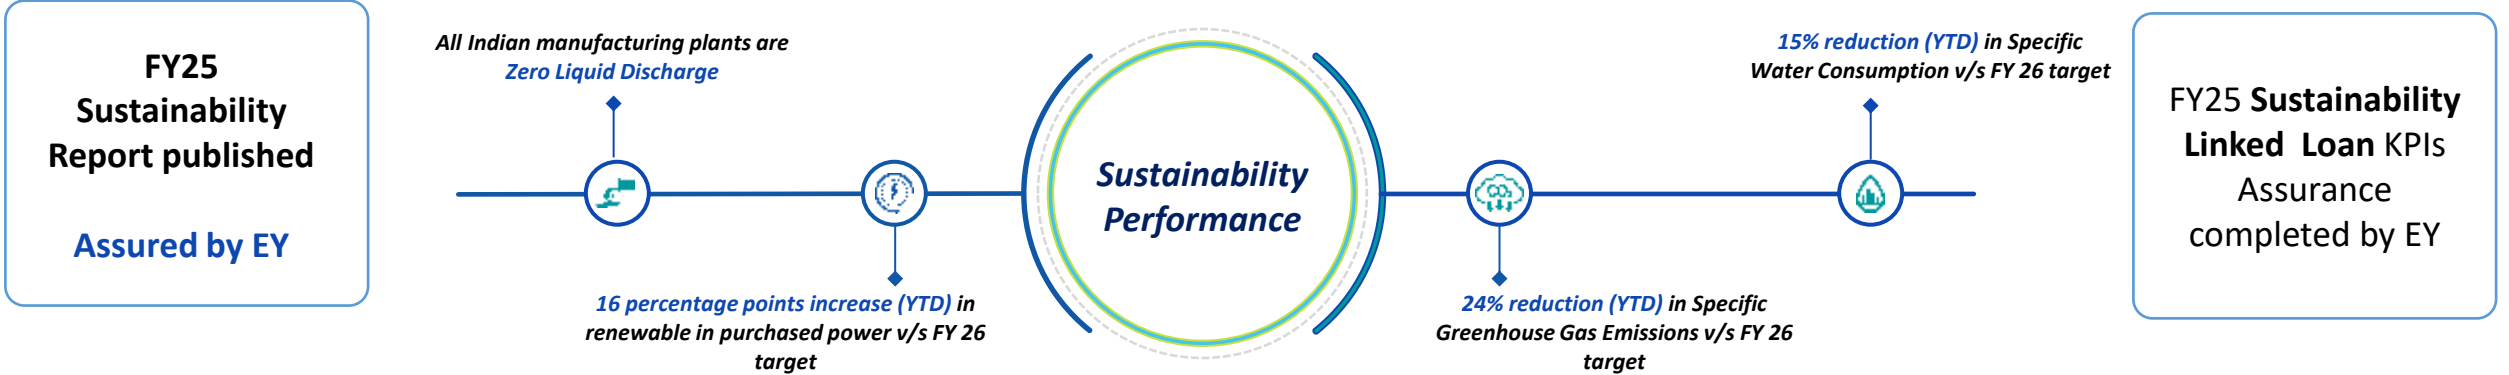 FY25
Sustainability
Report published
Assured by EY
All Indian manufacturing plants are
Zero Liquid Discharge
16 percentage points increase (YTD) in
renewable in purchased power v/s FY 26
target
Sustainability
Performance
15% reduction (YTD) in Specific
Water Consumption v/s FY 26 target
24% reduction (YTD) in Specific
Greenhouse Gas Emissions v/s FY 26
target
FY25 Sustainability
Linked Loan KPIs
Assurance
completed by EY